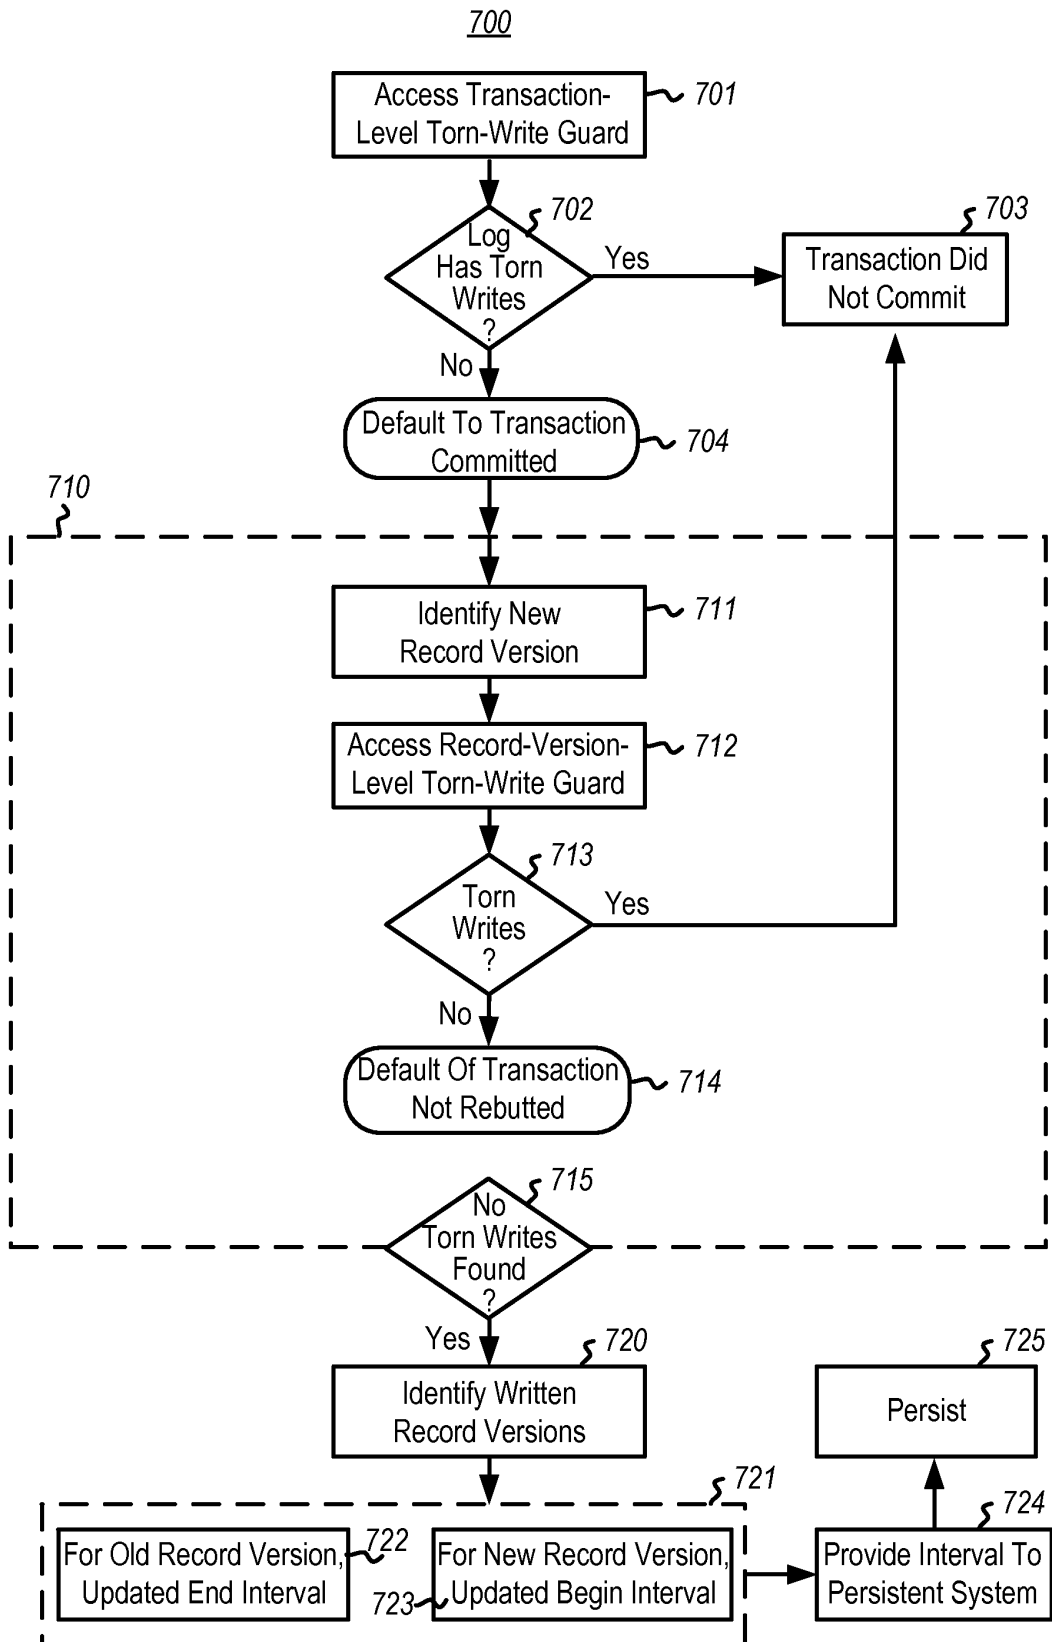 700
Access Transaction-
Level Torn-Write Guard
701
702
Log
Has Torn
Writes
?
Yes
703
Transaction Did
Not Commit
No
Default To Transaction
Committed
704
710
Identify New
Record Version
711
Access Record-Version-
Level Torn-Write Guard
712
713
Torn
Writes
?
Yes
No
Default Of Transaction
Not Rebutted
714
715
No
Torn Writes
Found
?
Yes
720
Identify Written
Record Versions
725
Persist
721
For Old Record Version,
Updated End Interval
722
For New Record Version,
Updated Begin Interval
723
724
Provide Interval To
Persistent System